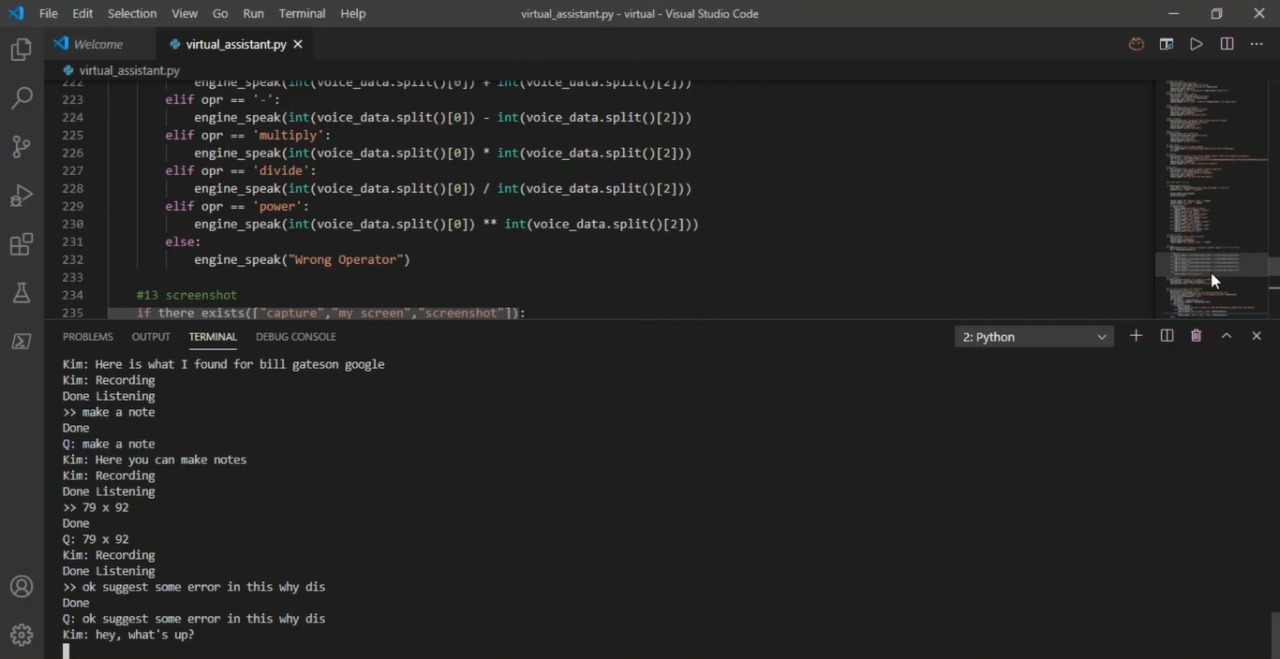 File Edit Selection View Go Run Terminal Help virtual_assistant.py - virtual - Visual Studio Code
Welcome virtual_assistant.py
virtual_assistant.py
222 engine_speak(int(voice_data.split()[0]) + int(voice_data.split()[2]))
223 elif opr == '-':
224 engine_speak(int(voice_data.split()[0]) - int(voice_data.split()[2]))
225 elif opr == 'multiply':
226 engine_speak(int(voice_data.split()[0]) * int(voice_data.split()[2]))
227 elif opr == 'divide':
228 engine_speak(int(voice_data.split()[0]) / int(voice_data.split()[2]))
229 elif opr == 'power':
230 engine_speak(int(voice_data.split()[0]) ** int(voice_data.split()[2]))
231 else:
232 engine_speak("Wrong Operator")
233
234 #13 screenshot
235 if there_exists(["capture","my screen","screenshot"]):
PROBLEMS OUTPUT TERMINAL DEBUG CONSOLE 2: Python
Kim: Here is what I found for bill gateson google
Kim: Recording
Done Listening
>> make a note
Done
Q: make a note
Kim: Here you can make notes
Kim: Recording
Done Listening
>> 79 x 92
Done
Q: 79 x 92
Kim: Recording
Done Listening
>> ok suggest some error in this why dis
Done
Q: ok suggest some error in this why dis
Kim: hey, what's up?